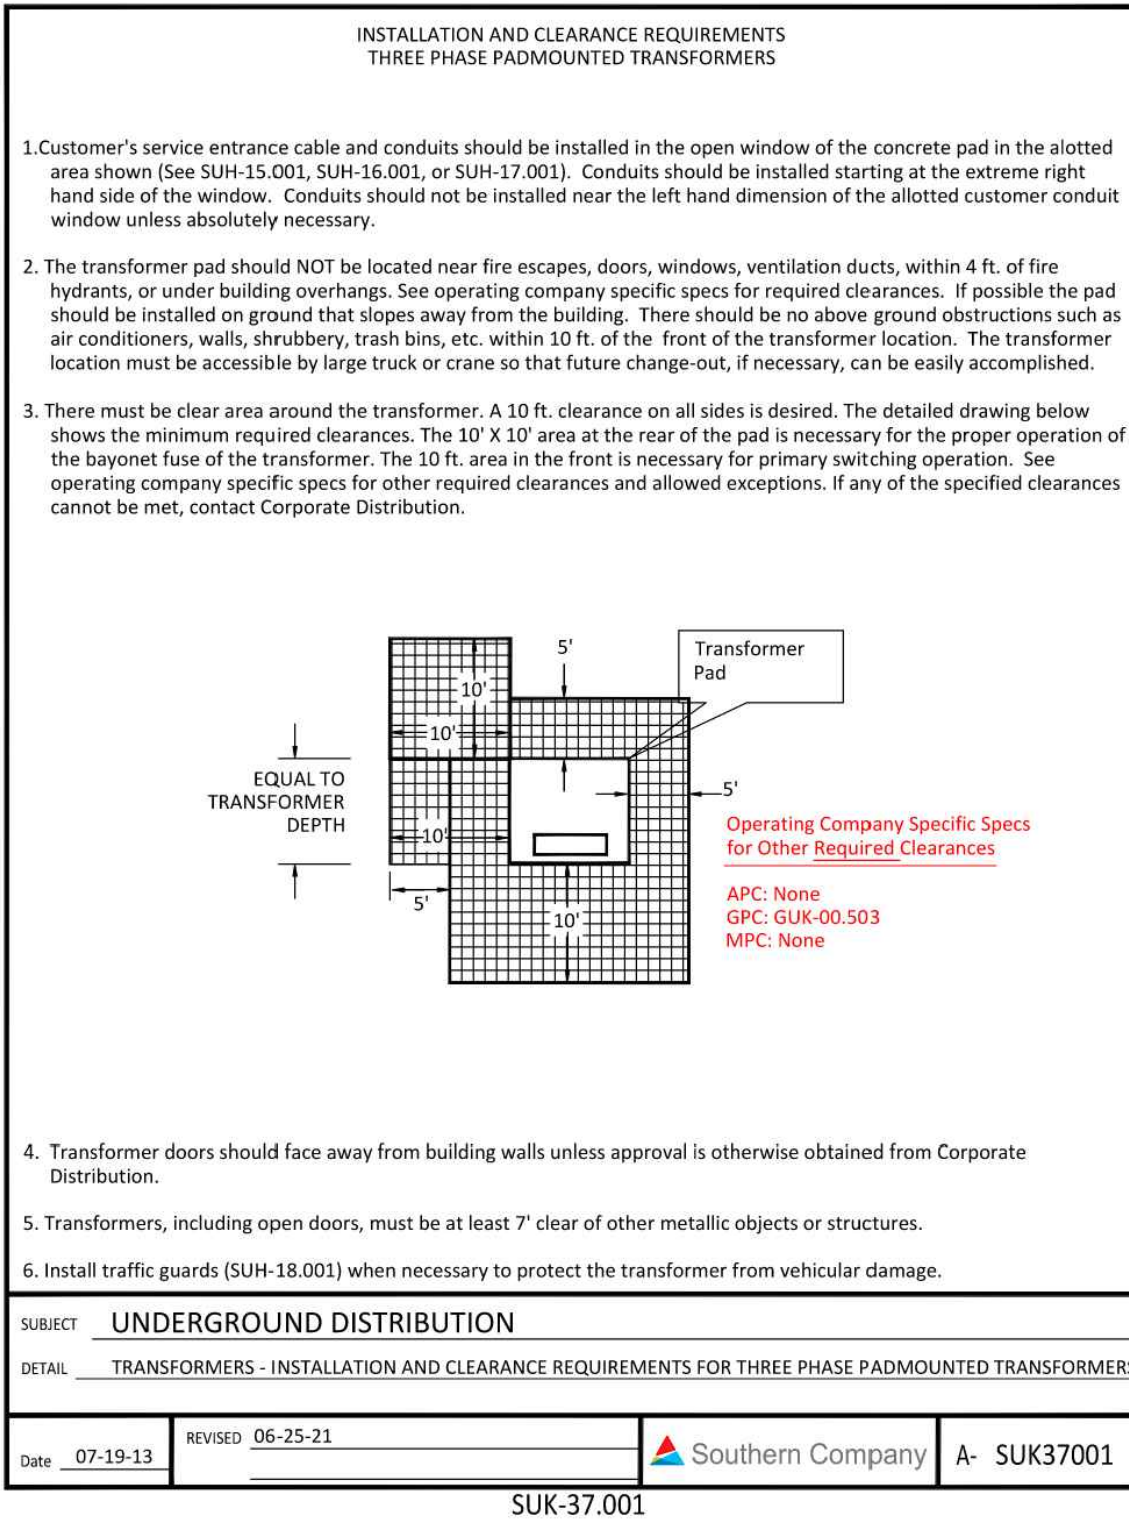 INSTALLATION AND CLEARANCE REQUIREMENTS
THREE PHASE PADMOUNTED TRANSFORMERS
1.Customer's service entrance cable and conduits should be installed in the open window of the concrete pad in the alotted
area shown (See SUH-15.001, SUH-16.001, or SUH-17.001). Conduits should be installed starting at the extreme right
hand side of the window. Conduits should not be installed near the left hand dimension of the allotted customer conduit
window unless absolutely necessary.
2. The transformer pad should NOT be located near fire escapes, doors, windows, ventilation ducts, within 4 ft. of fire
hydrants, or under building overhangs. See operating company specific specs for required clearances. If possible the pad
should be installed on ground that slopes away from the building. There should be no above ground obstructions such as
air conditioners, walls, shrubbery, trash bins, etc. within 10 ft. of the front of the transformer location. The transformer
location must be accessible by large truck or crane so that future change-out, if necessary, can be easily accomplished.
3. There must be clear area around the transformer. A 10 ft. clearance on all sides is desired. The detailed drawing below
shows the minimum required clearances. The 10' X 10' area at the rear of the pad is necessary for the proper operation of
the bayonet fuse of the transformer. The 10 ft. area in the front is necessary for primary switching operation. See
operating company specific specs for other required clearances and allowed exceptions. If any of the specified clearances
cannot be met, contact Corporate Distribution.
5'
Transformer
Pad
10'
10'
EQUAL TO
TRANSFORMER
DEPTH
5'
10'
5'
10'
Operating Company Specific Specs
for Other Required Clearances
APC: None
GPC: GUK-00.503
MPC: None
4. Transformer doors should face away from building walls unless approval is otherwise obtained from Corporate
Distribution.
5. Transformers, including open doors, must be at least 7' clear of other metallic objects or structures.
6. Install traffic guards (SUH-18.001) when necessary to protect the transformer from vehicular damage.
SUBJECT UNDERGROUND DISTRIBUTION
DETAIL TRANSFORMERS - INSTALLATION AND CLEARANCE REQUIREMENTS FOR THREE PHASE PADMOUNTED TRANSFORMERS
Date 07-19-13
REVISED 06-25-21
Southern Company
A- SUK37001
SUK-37.001